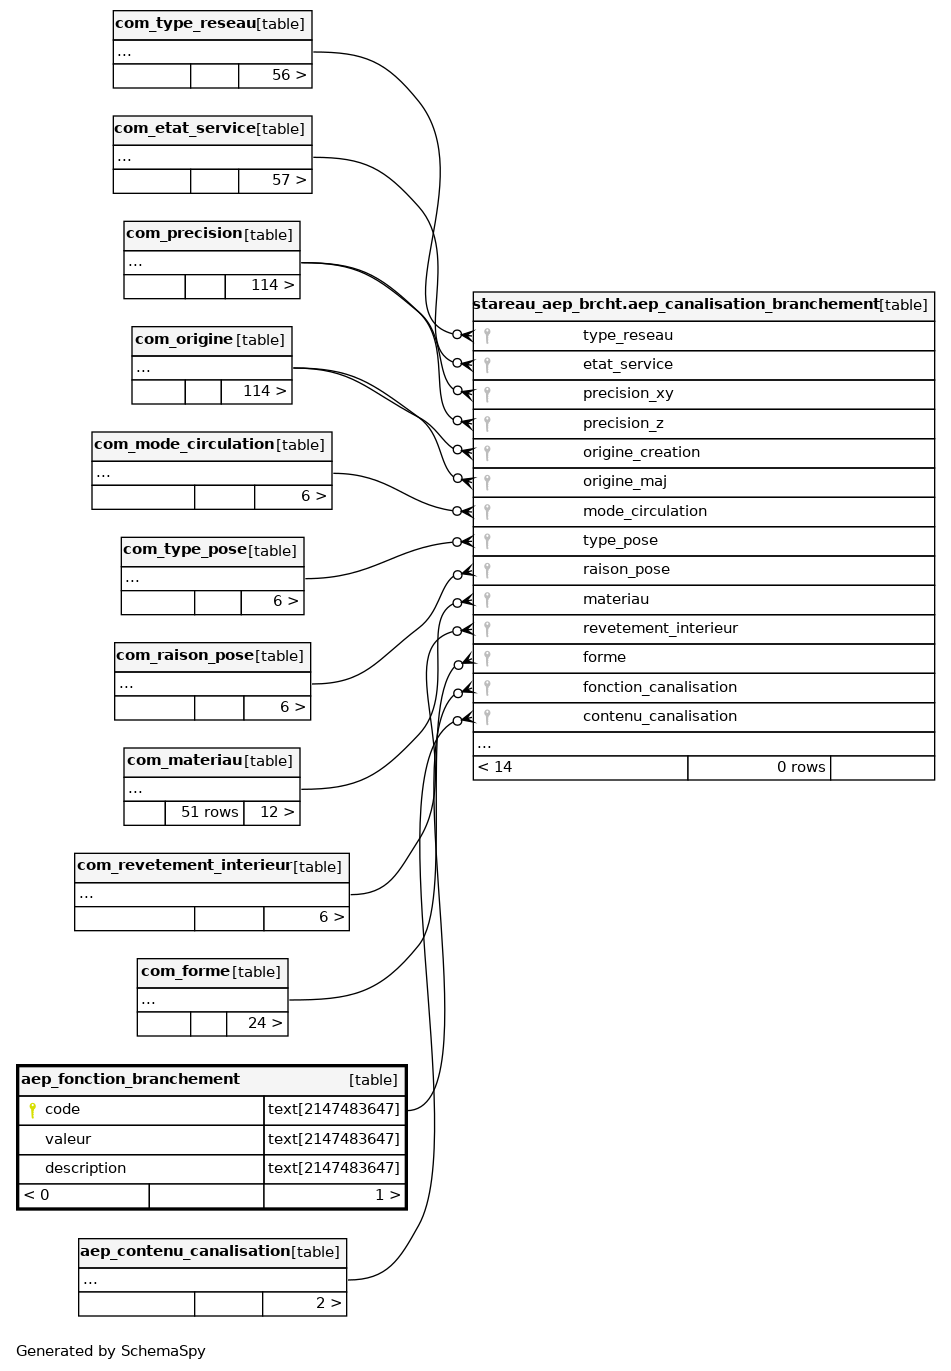 com_type_reseau [table]
...
56 >
com_etat_service [table]
...
57 >
com_precision [table]
...
114 >
com_origine [table]
...
114 >
com_mode_circulation [table]
...
6 >
com_type_pose [table]
...
6 >
com_raison_pose [table]
...
6 >
com_materiau [table]
...
51 rows 12 >
com_revetement_interieur [table]
...
6 >
com_forme [table]
...
24 >
aep_fonction_branchement [table]
code text[2147483647]
valeur text[2147483647]
description text[2147483647]
< 0 1 >
aep_contenu_canalisation [table]
...
2 >
stareau_aep_brcht.aep_canalisation_branchement [table]
type_reseau
etat_service
precision_xy
precision_z
origine_creation
origine_maj
mode_circulation
type_pose
raison_pose
materiau
revetement_interieur
forme
fonction_canalisation
contenu_canalisation
...
< 14 0 rows
Generated by SchemaSpy